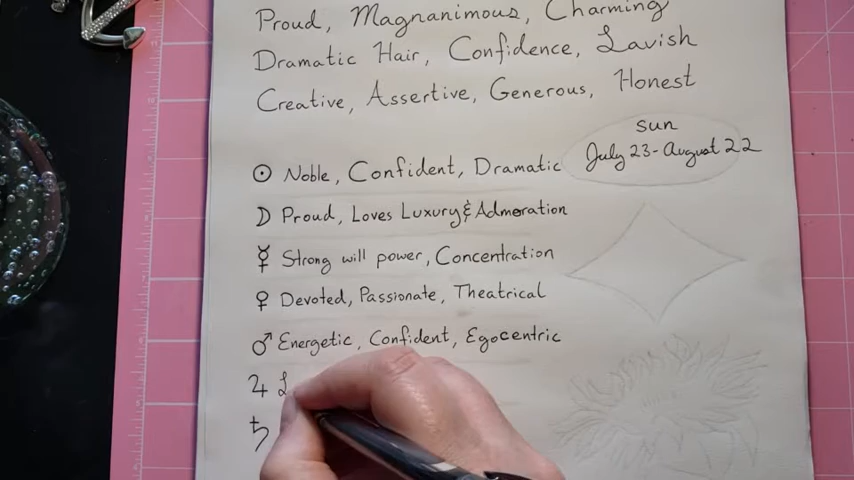 Proud, Magnanimous, Charming
Dramatic Hair, Confidence, Lavish
Creative, Assertive, Generous, Honest
sun
July 23-August 22
☉ Noble, Confident, Dramatic
☽ Proud, Loves Luxury & Admoration
☿ Strong will power, Concentration
♀ Devoted, Passionate, Theatrical
♂ Energetic, Confident, Egocentric
♃ L
♄